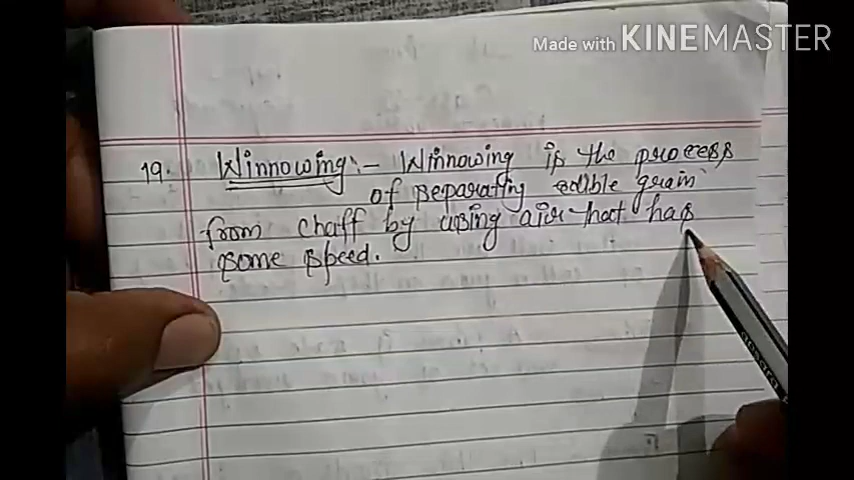 Made with KINEMASTER
19. Winnowing :- Winnowing is the process
of separating edible grain
from chaff by using air that has
some speed.